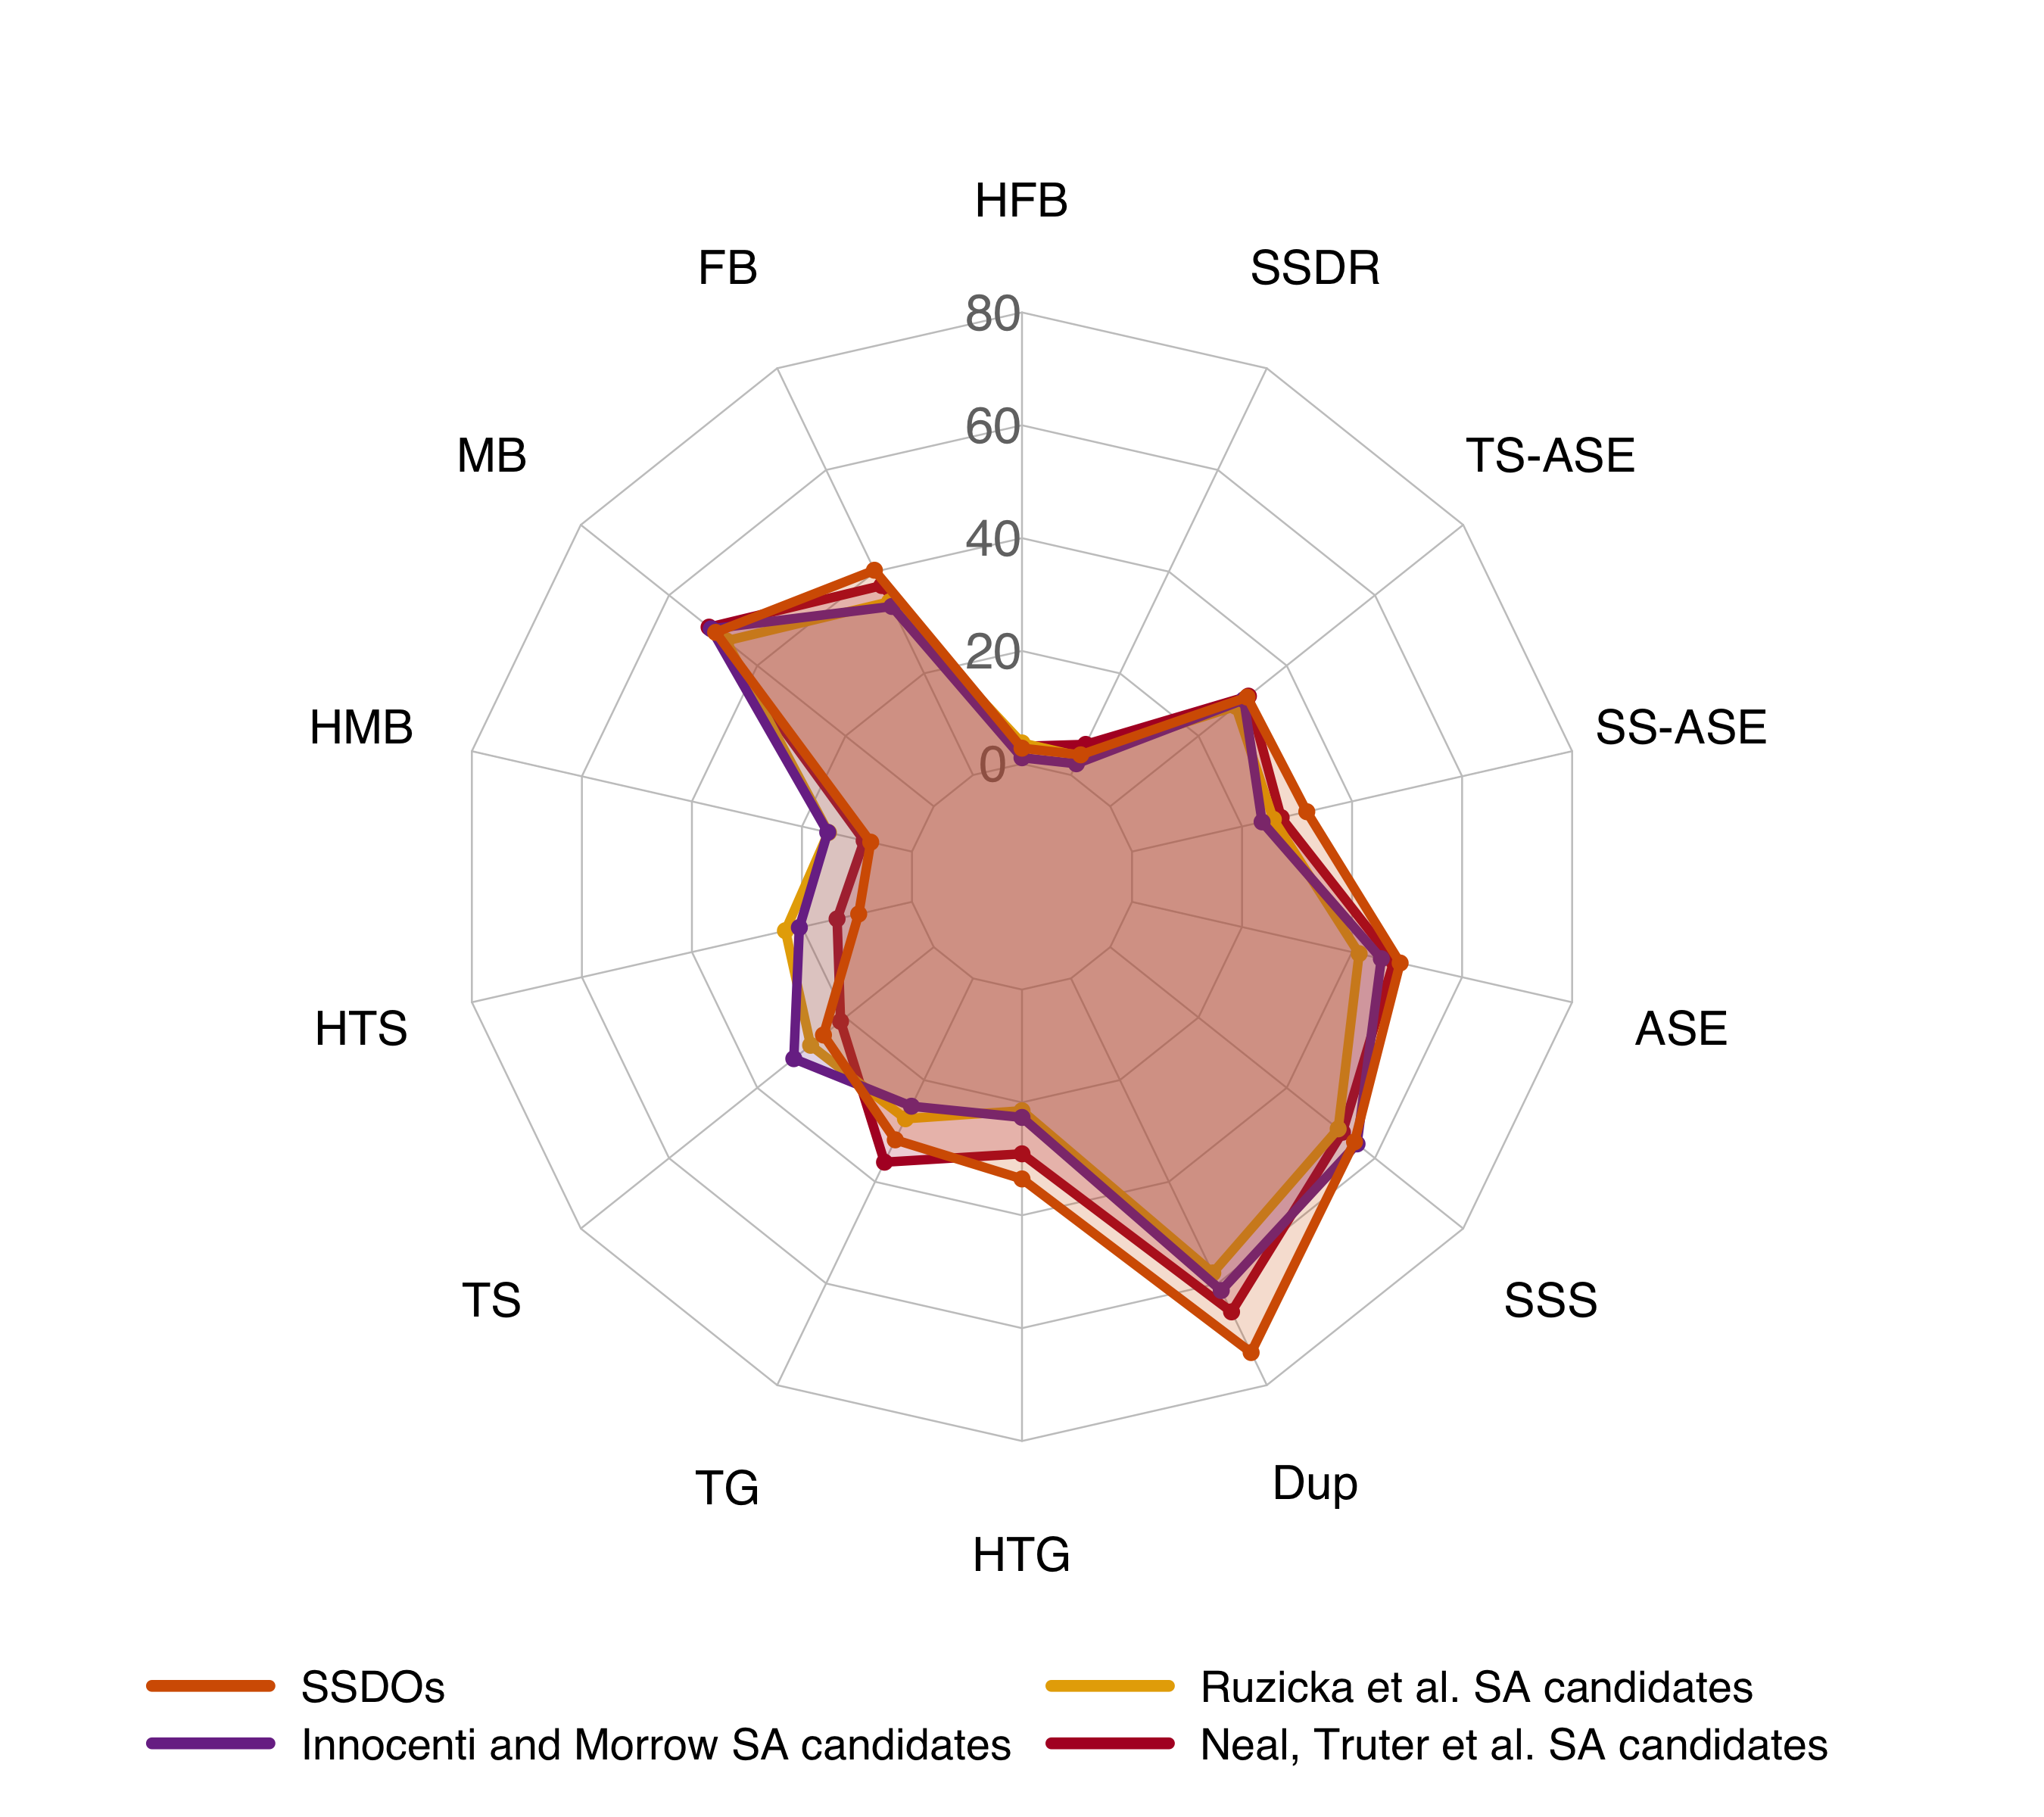 HFB
FB
SSDR
80
MB
TS-ASE
60
40
20
HMB
SS-ASE
0
HTS
ASE
TS
SSS
TG
Dup
HTG
SSDOs
Ruzicka et al. SA candidates
Innocenti and Morrow SA candidates
Neal, Truter et al. SA candidates